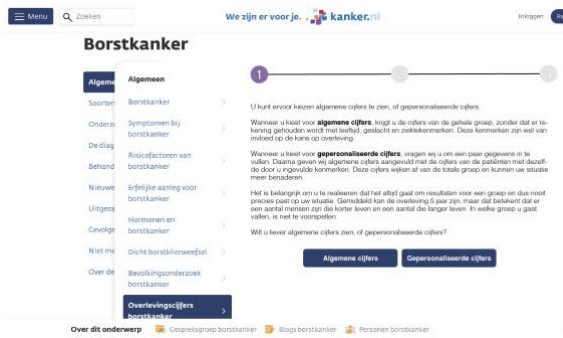 Menu
Zoeken
We zijn er voor je.
kanker.nl
Inloggen
Borstkanker
Algeme
Soorten
Onderzo
De diag
Behand
Nieuwe
Uitgeza
Gevolge
Niet me
Over de
Algemeen
Borstkanker
Symptomen bij
borstkanker
Risicofactoren van
borstkanker
Erfelijke aanleg voor
borstkanker
Hormonen en
borstkanker
Dicht borstklierweefsel
Bevolkingsonderzoek
borstkanker
Overlevingscijfers
borstkanker
1
2
3
U kunt ervoor kiezen algemene cijfers te zien, of gepersonaliseerde cijfers.
Wanneer u kiest voor algemene cijfers, krijgt u de cijfers van de gehele groep, zonder dat er re-
kening gehouden wordt met leeftijd, geslacht en ziektekenmerken. Deze kenmerken zijn wel van
invloed op de kans op overleving.
Wanneer u kiest voor gepersonaliseerde cijfers, vragen wij u om een paar gegevens in te
vullen. Daarna geven wij algemene cijfers aangevuld met de cijfers van de patiënten met dezelf-
de door u ingevulde kenmerken. Deze cijfers wijken af van de totale groep en kunnen uw situatie
meer benaderen.
Het is belangrijk om u te realiseren dat het altijd gaat om resultaten voor een groep en dus nooit
precies past op uw situatie. Gemiddeld kan de overleving 5 jaar zijn, maar dat betekent dat er
een aantal mensen zijn die korter leven en een aantal die langer leven. In welke groep u gaat
vallen, is niet te voorspellen.
Wilt u liever algemene cijfers zien, of gepersonaliseerde cijfers?
Algemene cijfers
Gepersonaliseerde cijfers
Over dit onderwerp
Gespreksgroep borstkanker
Blogs borstkanker
Personen borstkanker